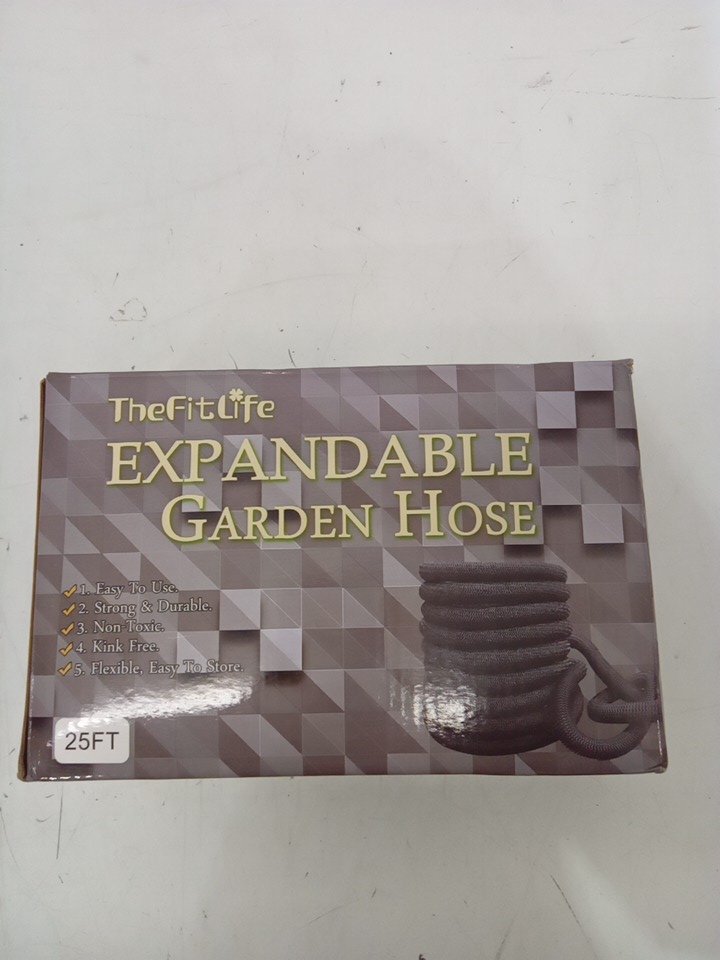 TheFitLife
EXPANDABLE
GARDEN HOSE
1. Easy To Use.
2. Strong & Durable.
3. Non-Toxic.
4. Kink Free.
5. Flexible, Easy To Store.
25FT